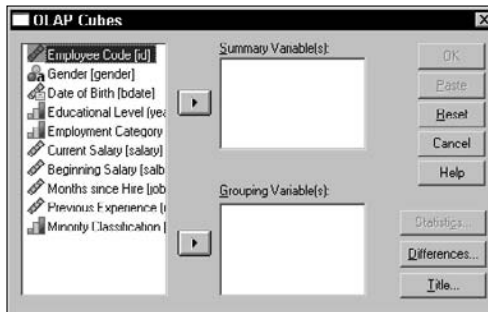 OLAP Cubes
Employee Code [id]
Gender [gender]
Date of Birth [bdate]
Educational Level (yea
Employment Category
Current Salary [salary]
Beginning Salary [salb
Months since Hire [job
Previous Experience [
Minority Classification [
Summary Variable(s):
Grouping Variable(s):
OK
Paste
Reset
Cancel
Help
Statistics...
Differences...
Title...